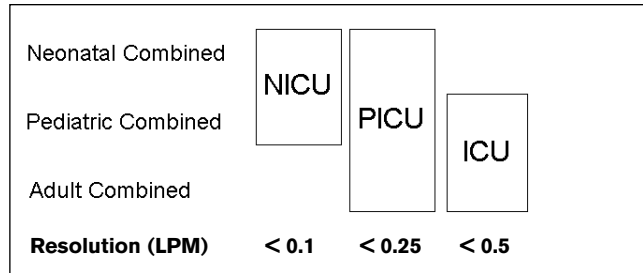 Neonatal Combined
NICU
PICU
Pediatric Combined
ICU
Adult Combined
Resolution (LPM) < 0.1 < 0.25 < 0.5